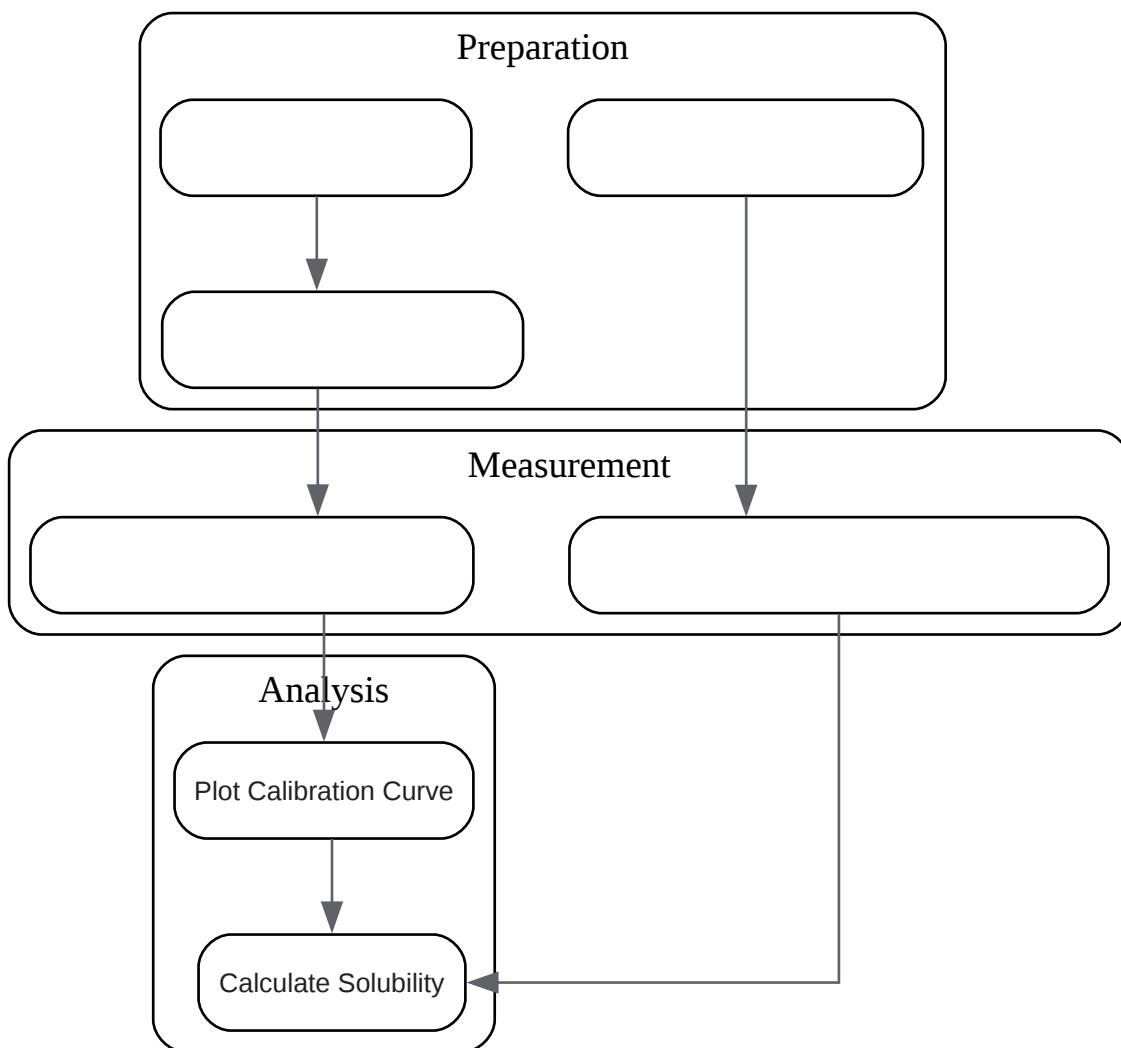 Preparation
Measurement
Analysis
Plot Calibration Curve
Calculate Solubility